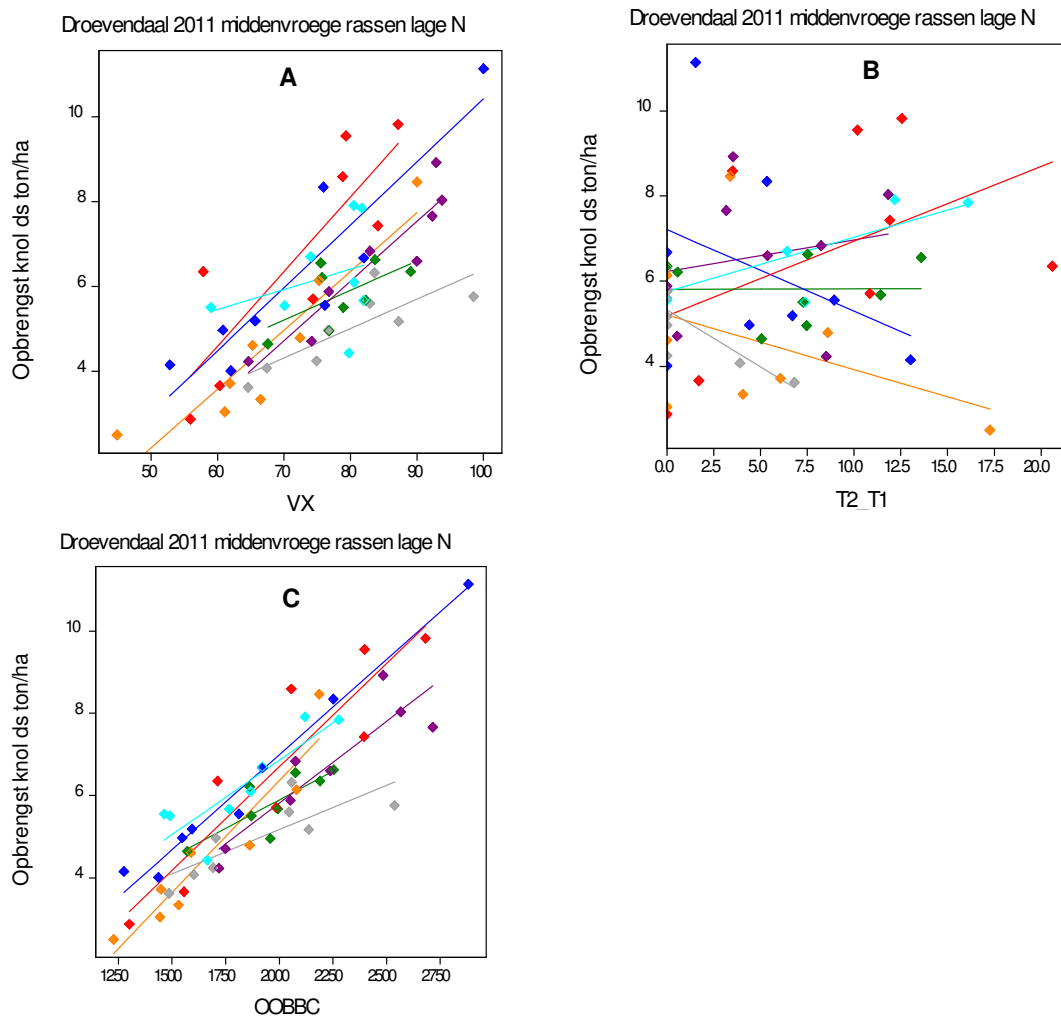 Droevendaal 2011 middenvroege rassen lage N
A
Opbrengst knol ds ton/ha
10
8
6
4
50 60 70 80 90 100
VX
Droevendaal 2011 middenvroege rassen lage N
B
Opbrengst knol ds ton/ha
10
8
6
4
0.0 2.5 5.0 7.5 10.0 12.5 15.0 17.5 20.0
T2_T1
Droevendaal 2011 middenvroege rassen lage N
C
Opbrengst knol ds ton/ha
10
8
6
4
1250 1500 1750 2000 2250 2500 2750
OOBBC